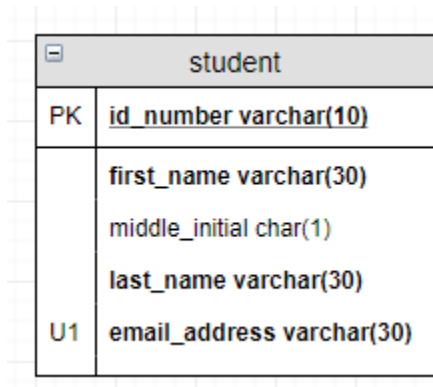 student
PK id_number varchar(10)
first_name varchar(30)
middle_initial char(1)
last_name varchar(30)
U1 email_address varchar(30)